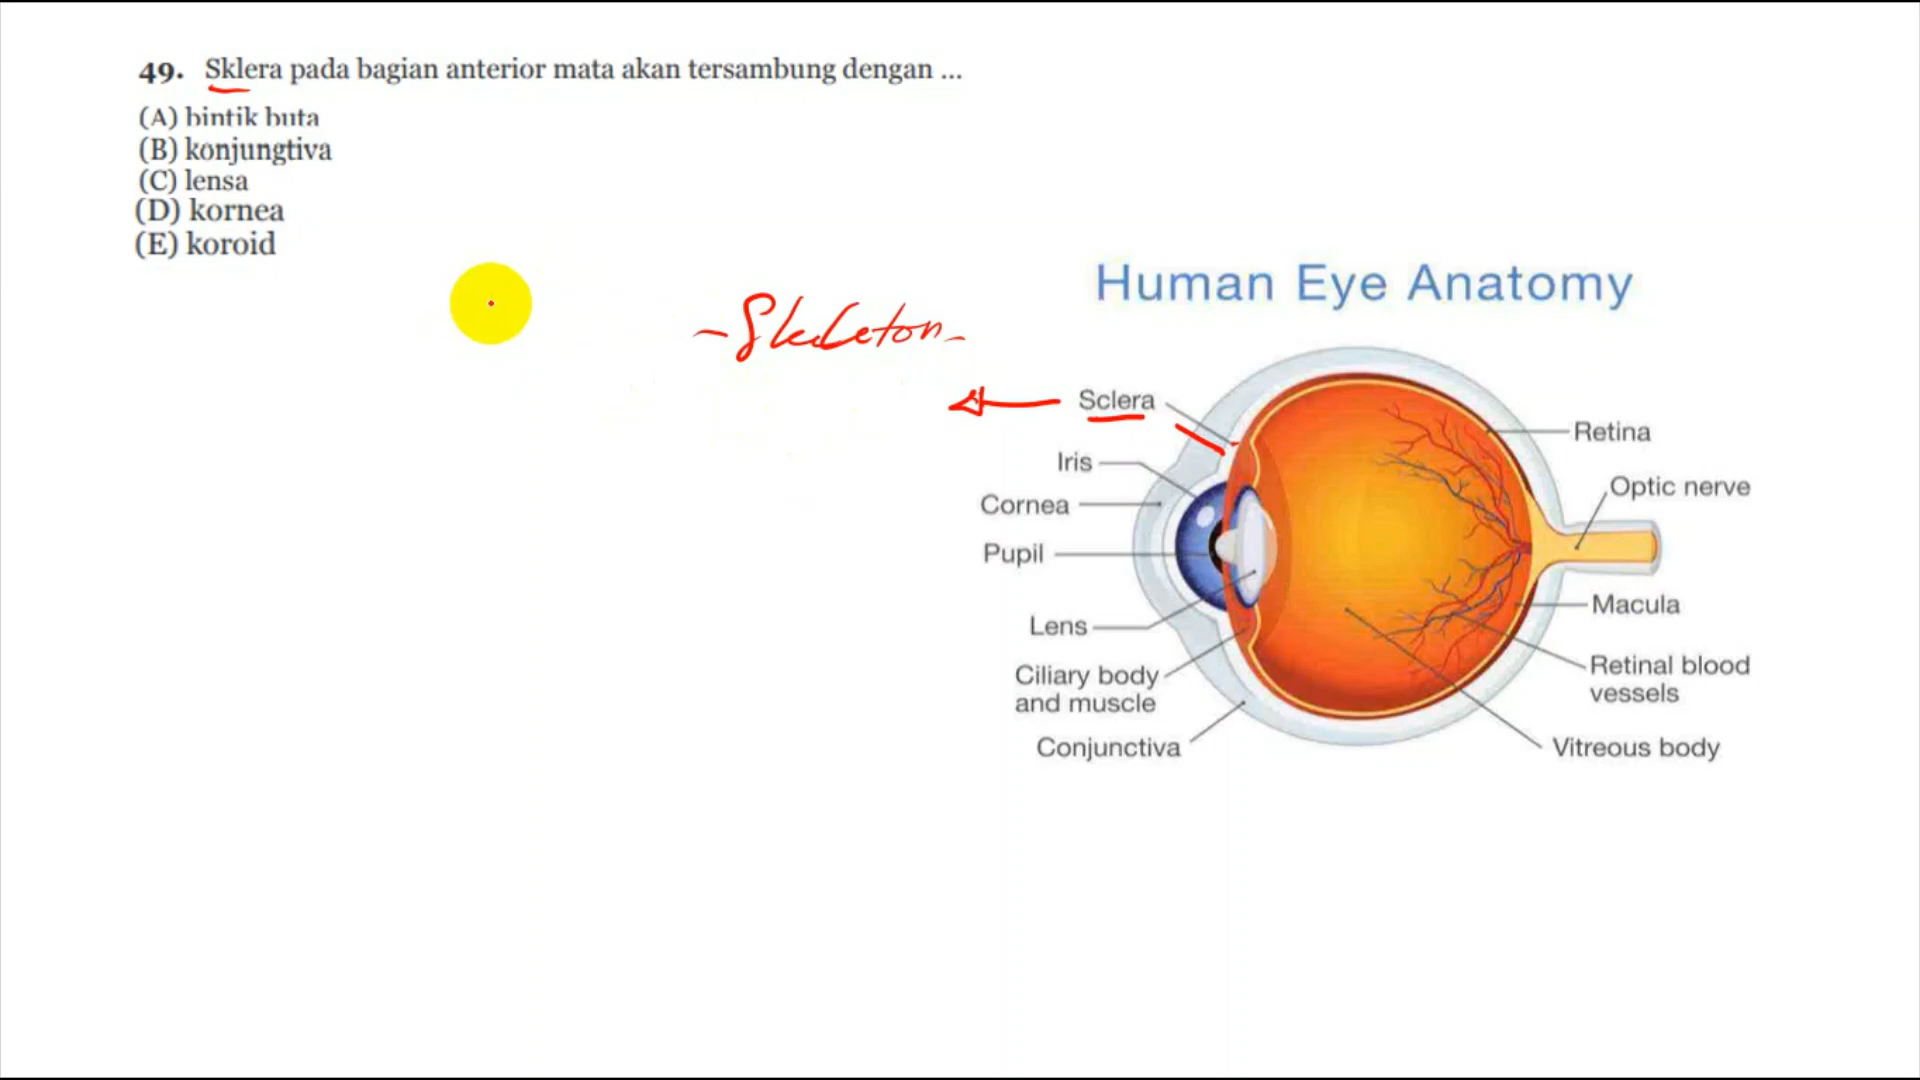 49. Sklera pada bagian anterior mata akan tersambung dengan ...
(A) bintik buta
(B) konjungtiva
(C) lensa
(D) kornea
(E) koroid
Human Eye Anatomy
- Skeleton -
Sclera
Iris
Cornea
Pupil
Lens
Ciliary body
and muscle
Conjunctiva
Retina
Optic nerve
Macula
Retinal blood
vessels
Vitreous body